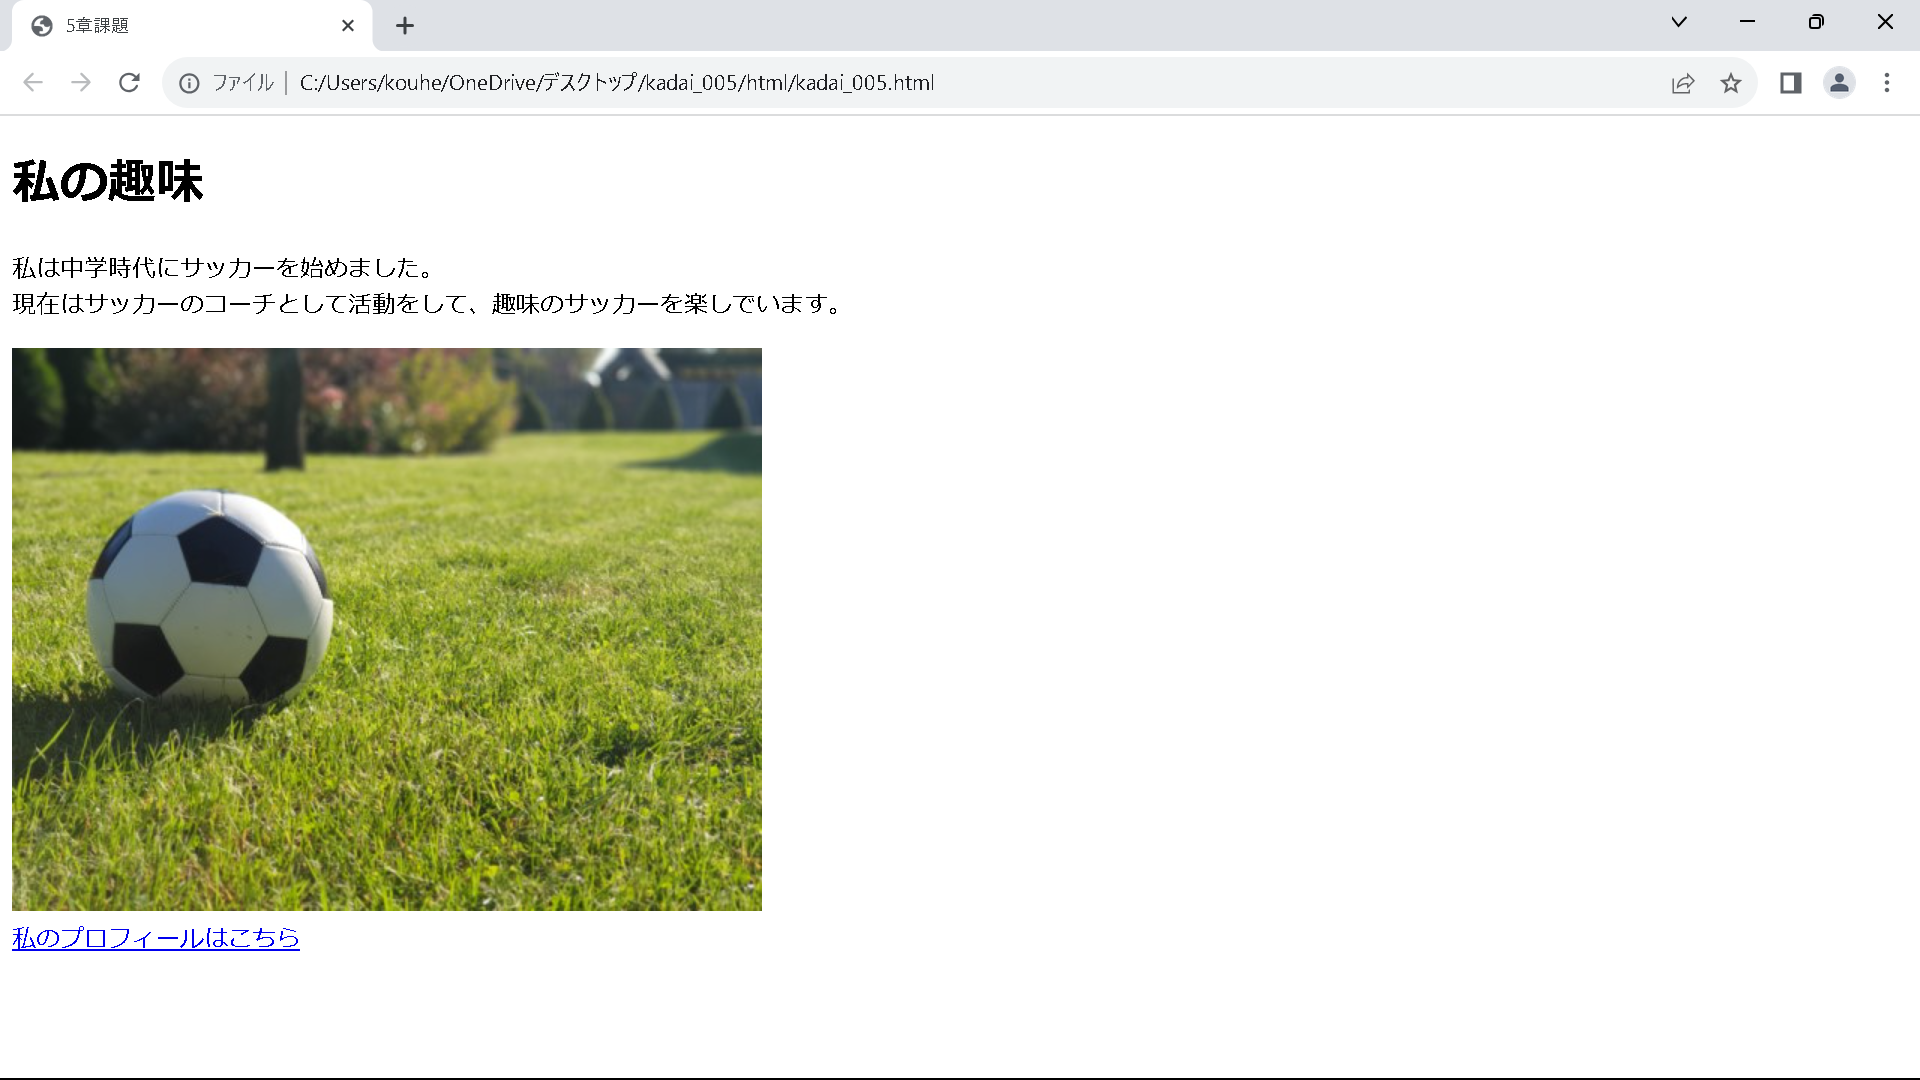 5章課題
ファイル | C:/Users/kouhe/OneDrive/デスクトップ/kadai_005/html/kadai_005.html
私の趣味
私は中学時代にサッカーを始めました。
現在はサッカーのコーチとして活動をして、趣味のサッカーを楽しでいます。
私のプロフィールはこちら